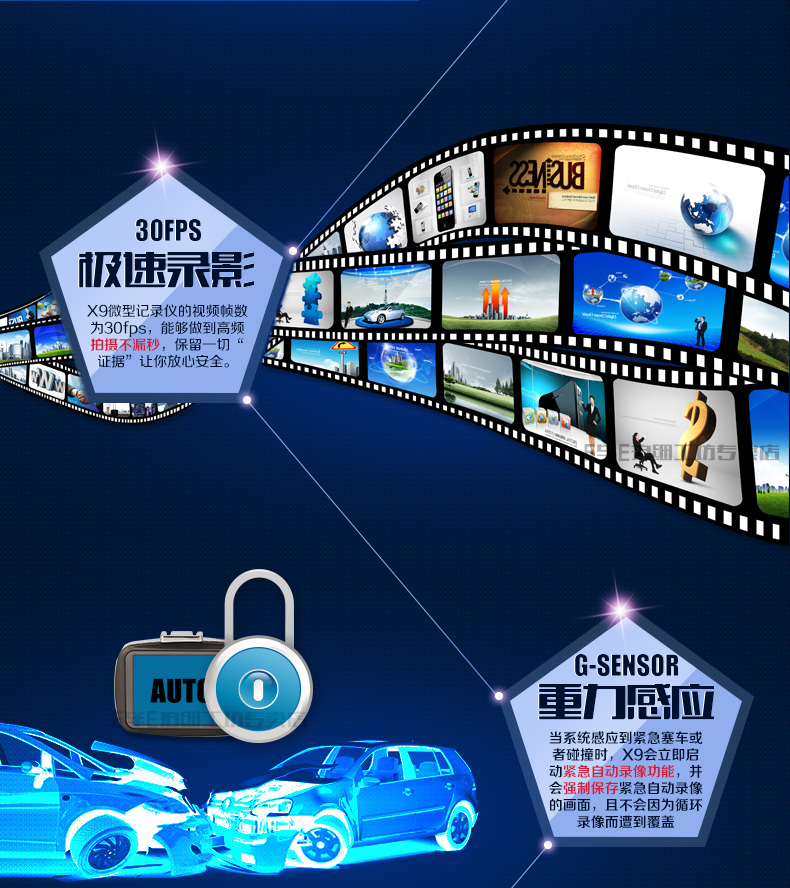 30FPS
极速录影
X9微型记录仪的视频帧数
为30fps，能够做到高频
拍摄不漏秒，保留一切“
证据”让你放心安全。
BUSINESS
AUTO
G-SENSOR
重力感应
当系统感应到紧急塞车或
者碰撞时，X9会立即启
动紧急自动录像功能，并
会强制保存紧急自动录像
的画面，且不会因为循环
录像而遭到覆盖